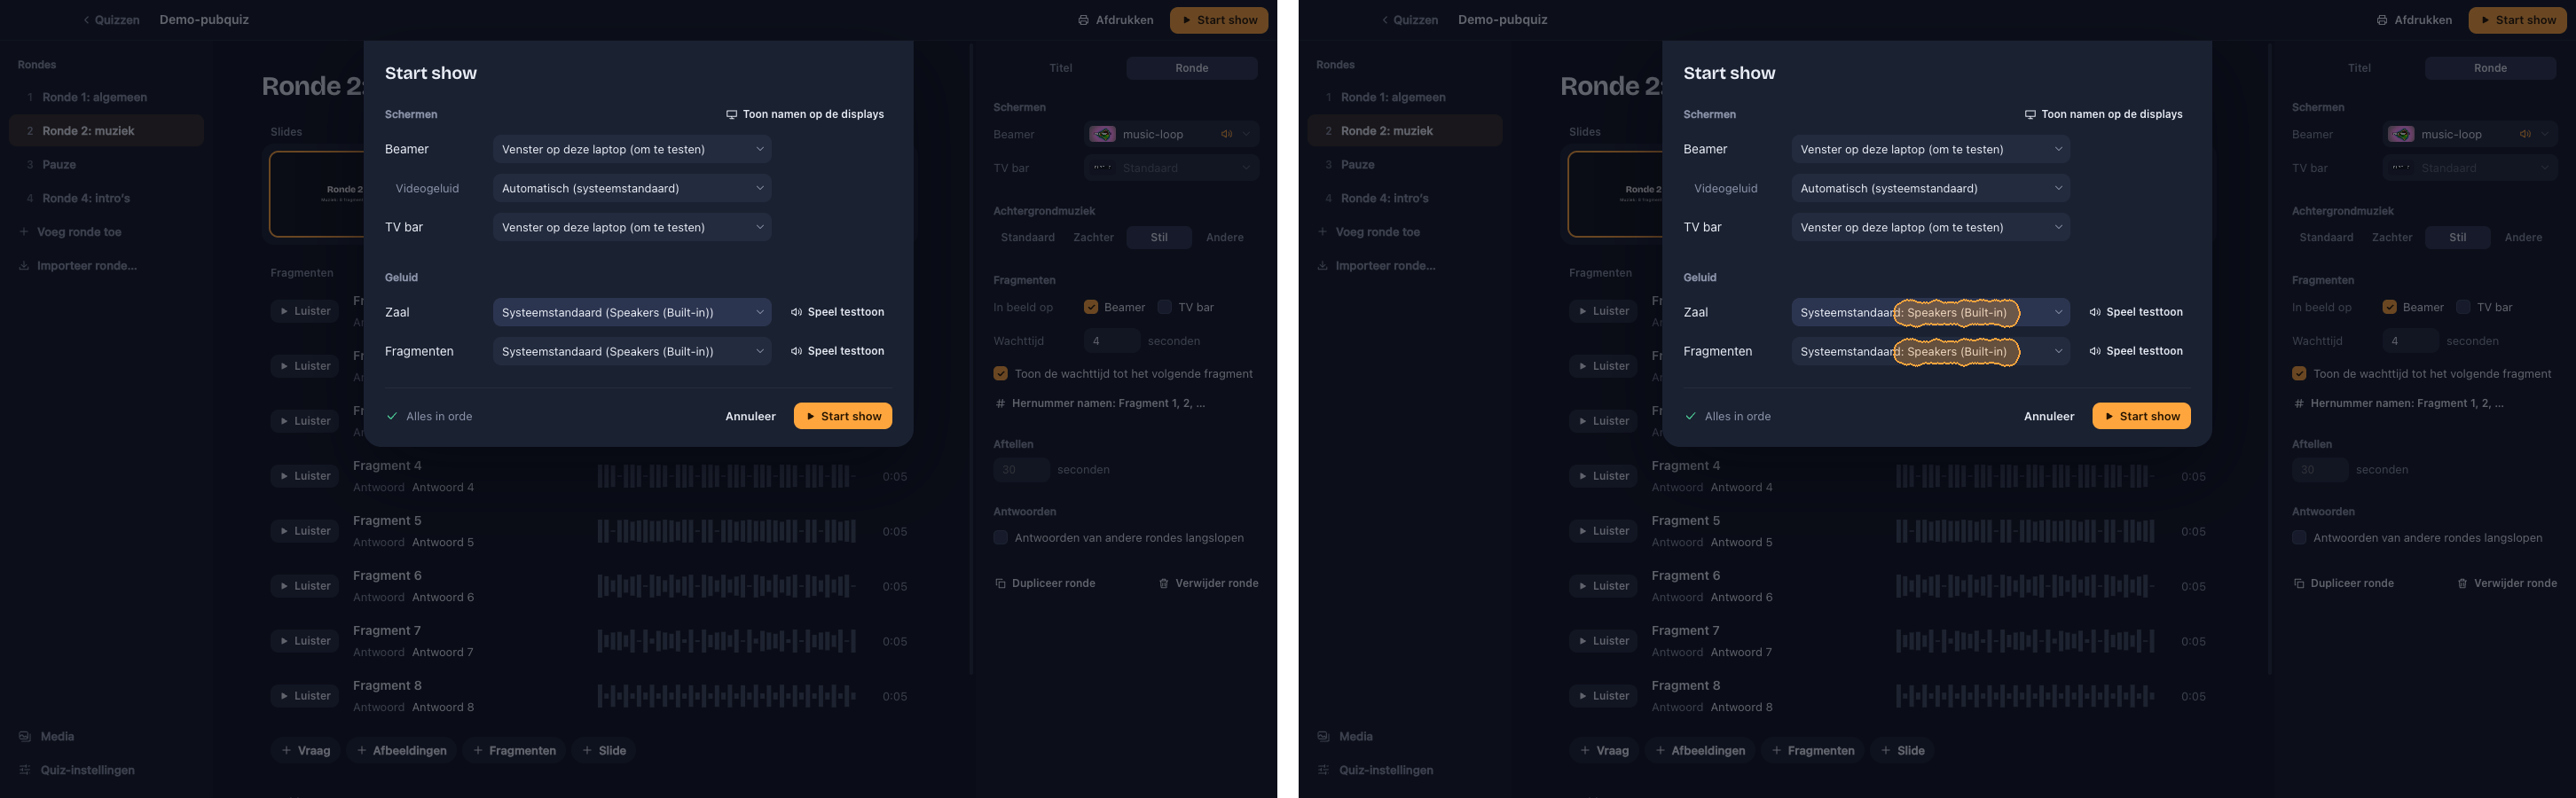 Quizzen
Demo-pubquiz
Afdrukken
Start show
Rondes
1 Ronde 1: algemeen
2 Ronde 2: muziek
3 Pauze
4 Ronde 4: intro's
Voeg ronde toe
Importeer ronde...
Media
Quiz-instellingen
Ronde 2:
Slides
Ronde 2
Fragmenten
Luister
Luister
Luister
Luister
Fragment 4
Antwoord Antwoord 4
0:05
Luister
Fragment 5
Antwoord Antwoord 5
0:05
Luister
Fragment 6
Antwoord Antwoord 6
0:05
Luister
Fragment 7
Antwoord Antwoord 7
0:05
Luister
Fragment 8
Antwoord Antwoord 8
0:05
Vraag
Afbeeldingen
Fragmenten
Slide
Start show
Schermen
Toon namen op de displays
Beamer
Venster op deze laptop (om te testen)
Videogeluid
Automatisch (systeemstandaard)
TV bar
Venster op deze laptop (om te testen)
Geluid
Zaal
Systeemstandaard (Speakers (Built-in))
Speel testtoon
Fragmenten
Systeemstandaard (Speakers (Built-in))
Speel testtoon
Alles in orde
Annuleer
Start show
Titel
Ronde
Schermen
Beamer
music-loop
TV bar
Standaard
Achtergrondmuziek
Standaard
Zachter
Stil
Andere
Fragmenten
In beeld op
Beamer
TV bar
Wachttijd
4
seconden
Toon de wachttijd tot het volgende fragment
# Hernummer namen: Fragment 1, 2, ...
Aftellen
30
seconden
Antwoorden
Antwoorden van andere rondes langslopen
Dupliceer ronde
Verwijder ronde
Quizzen
Demo-pubquiz
Afdrukken
Start show
Rondes
1 Ronde 1: algemeen
2 Ronde 2: muziek
3 Pauze
4 Ronde 4: intro's
Voeg ronde toe
Importeer ronde...
Media
Quiz-instellingen
Ronde 2:
Slides
Ronde 2
Fragmenten
Luister
Luister
Luister
Luister
Fragment 4
Antwoord Antwoord 4
0:05
Luister
Fragment 5
Antwoord Antwoord 5
0:05
Luister
Fragment 6
Antwoord Antwoord 6
0:05
Luister
Fragment 7
Antwoord Antwoord 7
0:05
Luister
Fragment 8
Antwoord Antwoord 8
0:05
Vraag
Afbeeldingen
Fragmenten
Slide
Start show
Schermen
Toon namen op de displays
Beamer
Venster op deze laptop (om te testen)
Videogeluid
Automatisch (systeemstandaard)
TV bar
Venster op deze laptop (om te testen)
Geluid
Zaal
Systeemstandaard: Speakers (Built-in)
Speel testtoon
Fragmenten
Systeemstandaard: Speakers (Built-in)
Speel testtoon
Alles in orde
Annuleer
Start show
Titel
Ronde
Schermen
Beamer
music-loop
TV bar
Standaard
Achtergrondmuziek
Standaard
Zachter
Stil
Andere
Fragmenten
In beeld op
Beamer
TV bar
Wachttijd
4
seconden
Toon de wachttijd tot het volgende fragment
# Hernummer namen: Fragment 1, 2, ...
Aftellen
30
seconden
Antwoorden
Antwoorden van andere rondes langslopen
Dupliceer ronde
Verwijder ronde